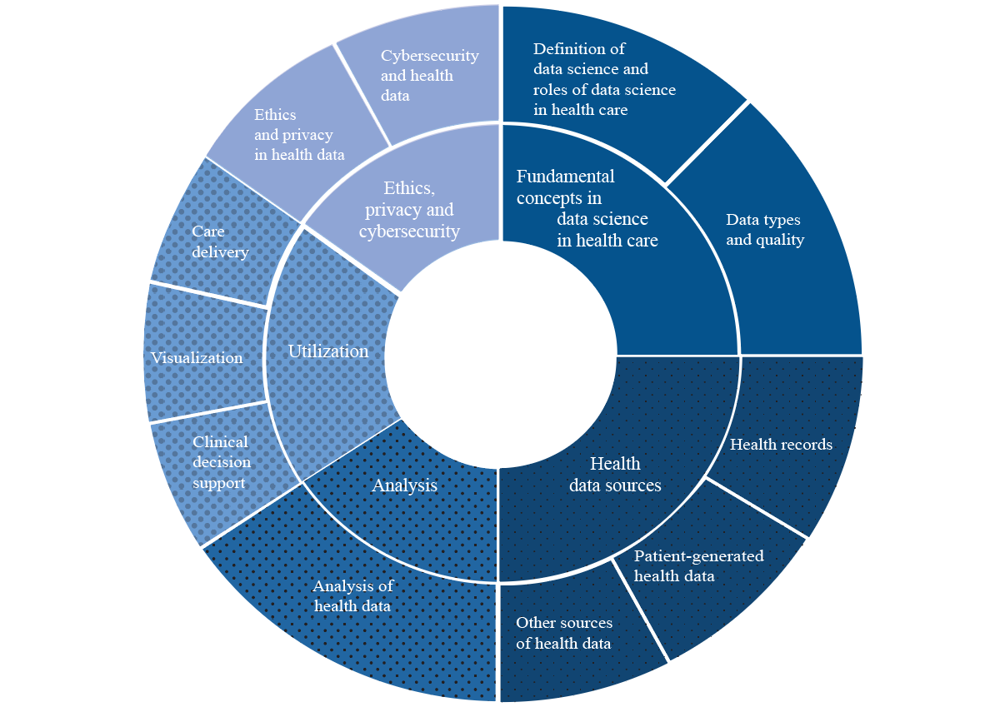 Cybersecurity
and health
data
Definition of
data science and
roles of data science
in health care
Ethics
and privacy
in health data
Ethics,
privacy and
cybersecurity
Fundamental
concepts in
data science
in health care
Data types
and quality
Care
delivery
Visualization
Utilization
Clinical
decision
support
Analysis
Health
data sources
Health records
Patient-generated
health data
Analysis of
health data
Other sources
of health data